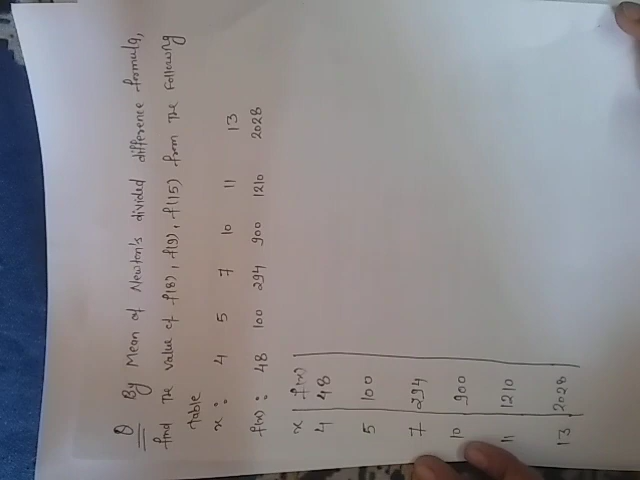 Q By Mean of Newton's divided difference formula,
find The value of f(8), f(9), f(15) from The Following
table
x : 4 5 7 10 11 13
f(x) : 48 100 294 900 1210 2028
x f(x)
4 48
5 100
7 294
10 900
11 1210
13 2028